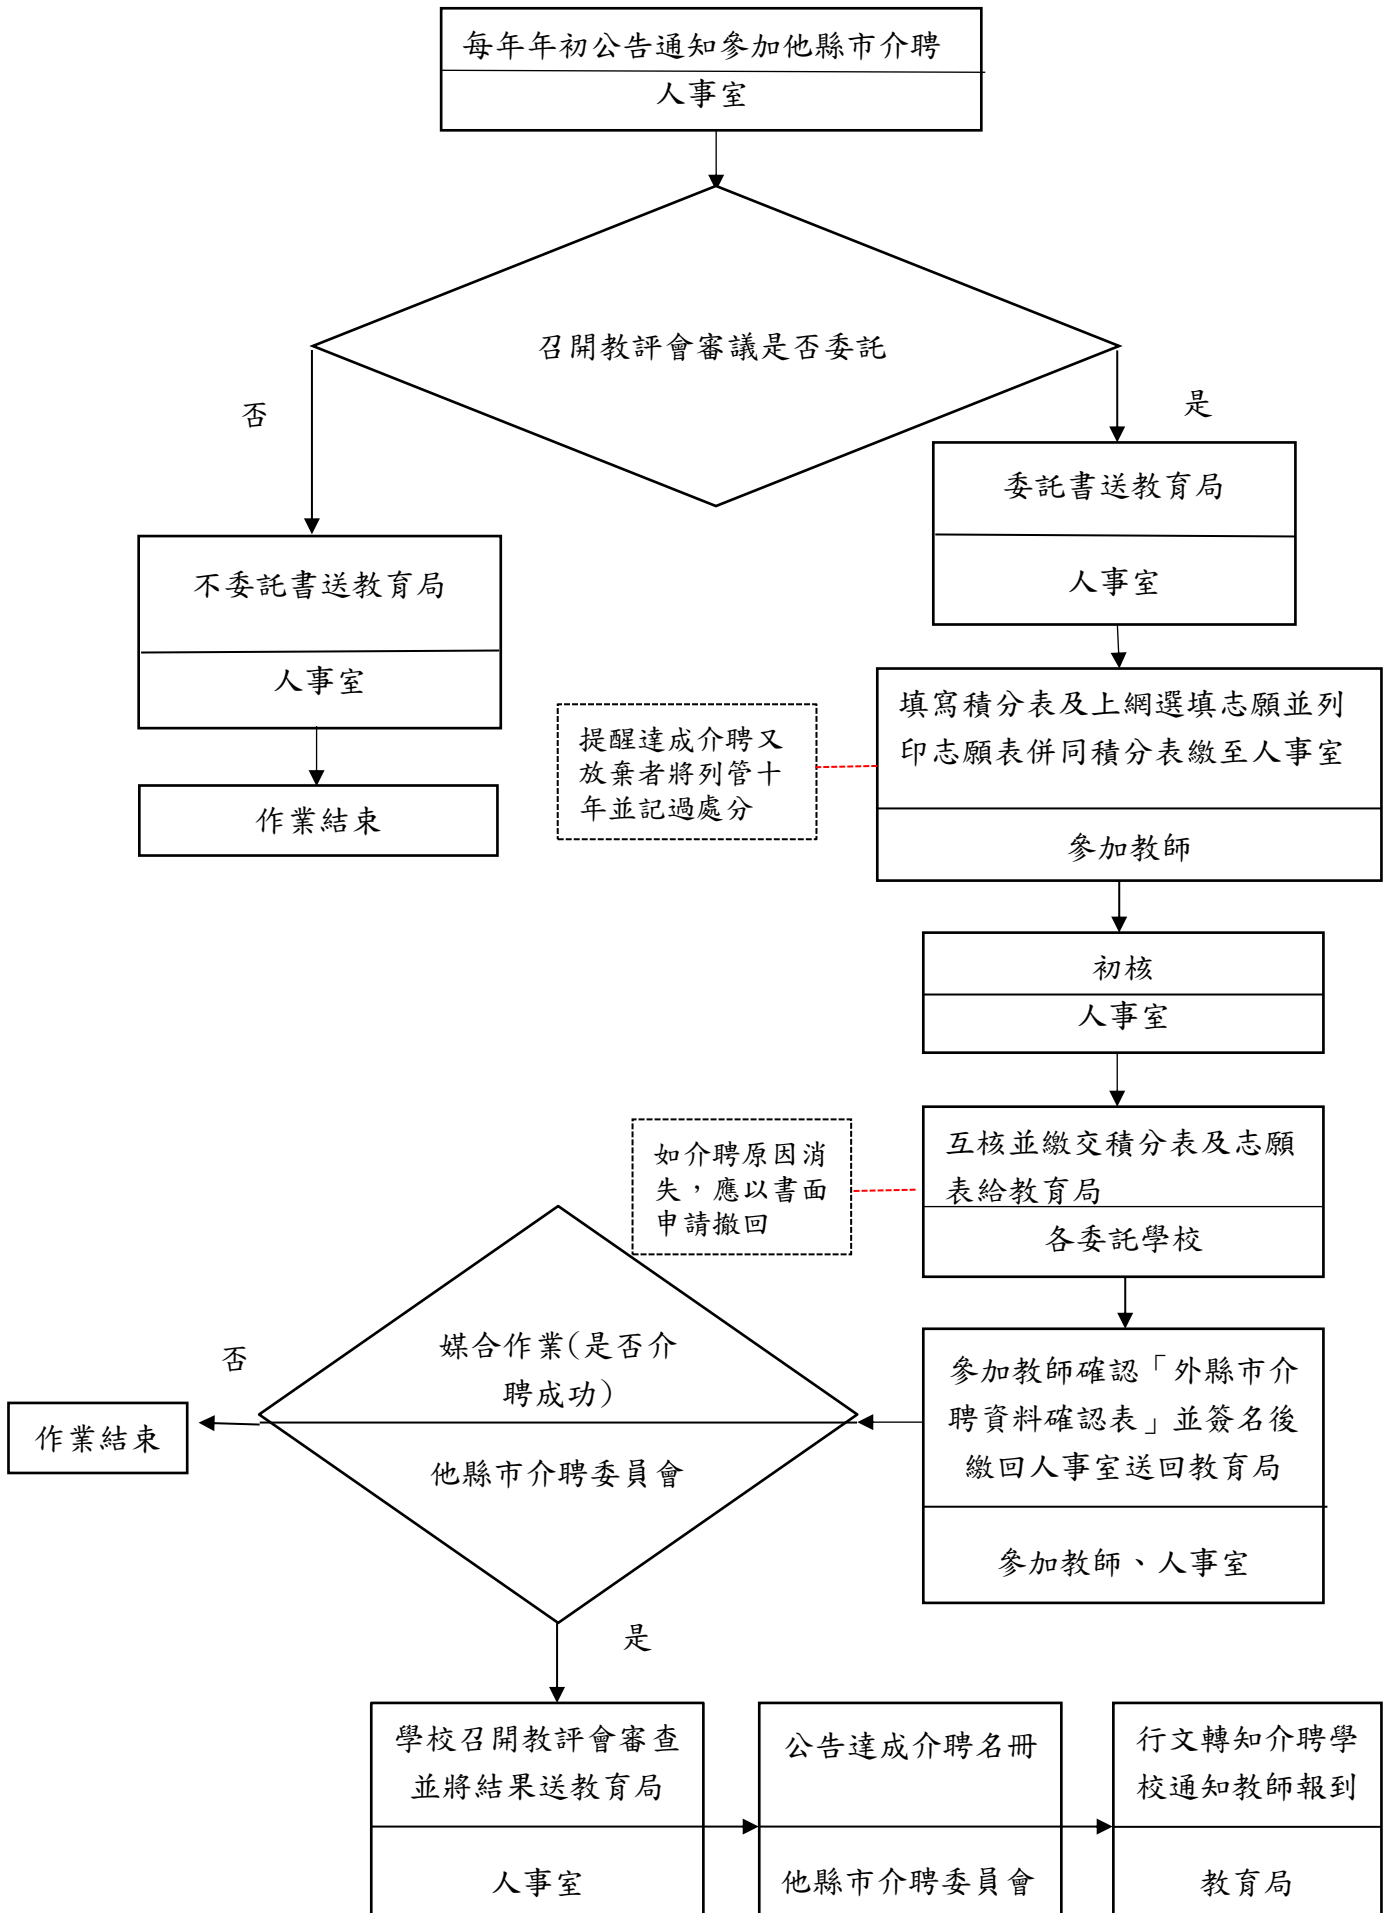 每年年初公告通知參加他縣市介聘
人事室
召開教評會審議是否委託
否
是
委託書送教育局
人事室
不委託書送教育局
人事室
作業結束
提醒達成介聘又
放棄者將列管十
年並記過處分
填寫積分表及上網選填志願並列
印志願表併同積分表繳至人事室
參加教師
初核
人事室
如介聘原因消
失，應以書面
申請撤回
互核並繳交積分表及志願
表給教育局
各委託學校
參加教師確認「外縣市介
聘資料確認表」並簽名後
繳回人事室送回教育局
參加教師、人事室
媒合作業(是否介
聘成功)
他縣市介聘委員會
否
作業結束
是
學校召開教評會審查
並將結果送教育局
人事室
公告達成介聘名冊
他縣市介聘委員會
行文轉知介聘學
校通知教師報到
教育局